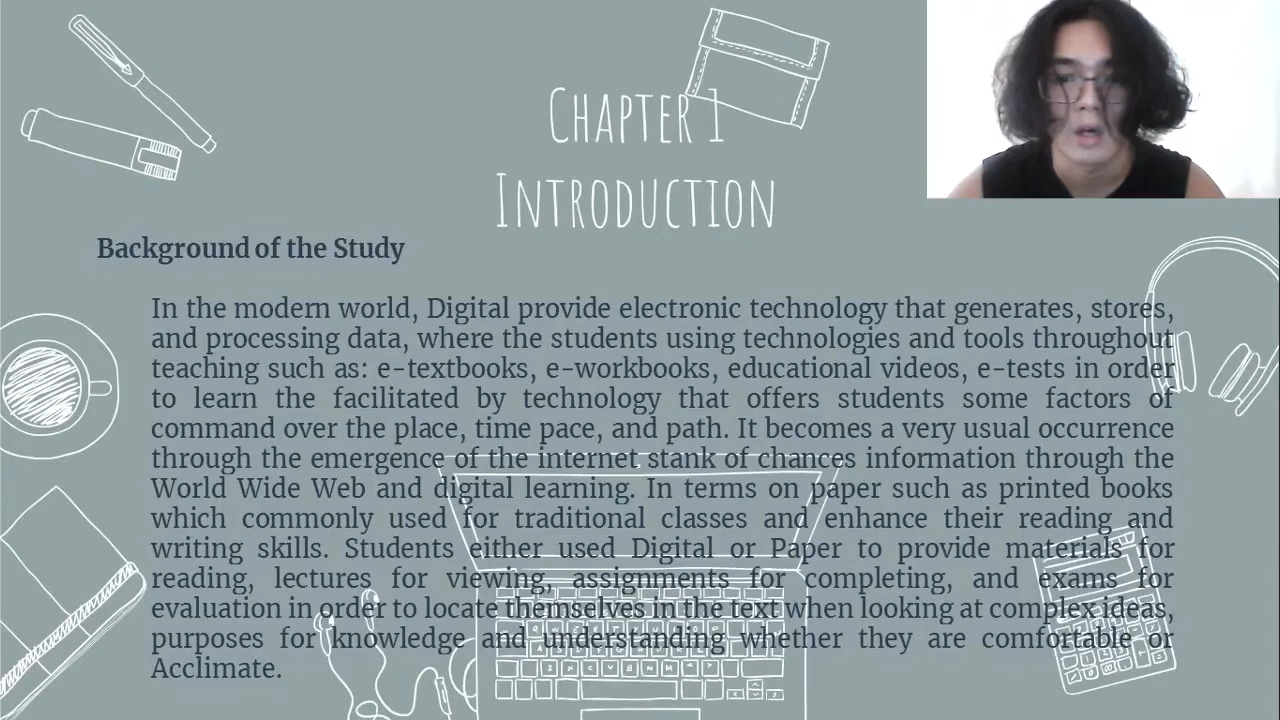 Chapter 1
Introduction
Background of the Study
In the modern world, Digital provide electronic technology that generates, stores,
and processing data, where the students using technologies and tools throughout
teaching such as: e-textbooks, e-workbooks, educational videos, e-tests in order
to learn the facilitated by technology that offers students some factors of
command over the place, time pace, and path. It becomes a very usual occurrence
through the emergence of the internet stank of chances information through the
World Wide Web and digital learning. In terms on paper such as printed books
which commonly used for traditional classes and enhance their reading and
writing skills. Students either used Digital or Paper to provide materials for
reading, lectures for viewing, assignments for completing, and exams for
evaluation in order to locate themselves in the text when looking at complex ideas,
purposes for knowledge and understanding whether they are comfortable or
Acclimate.